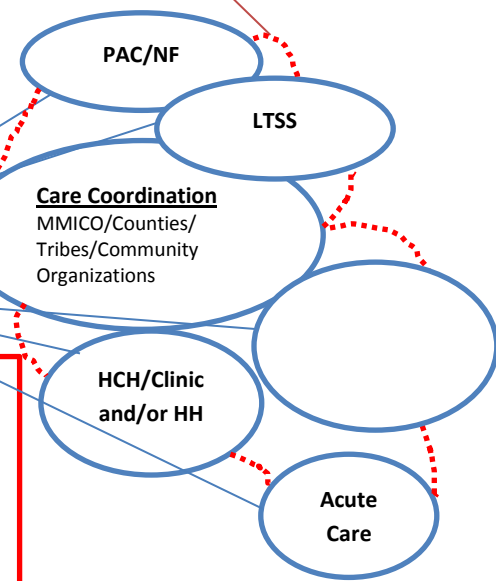 PAC/NF
LTSS
Care Coordination
MMICO/Counties/
Tribes/Community
Organizations
HCH/Clinic
and/or HH
Acute
Care